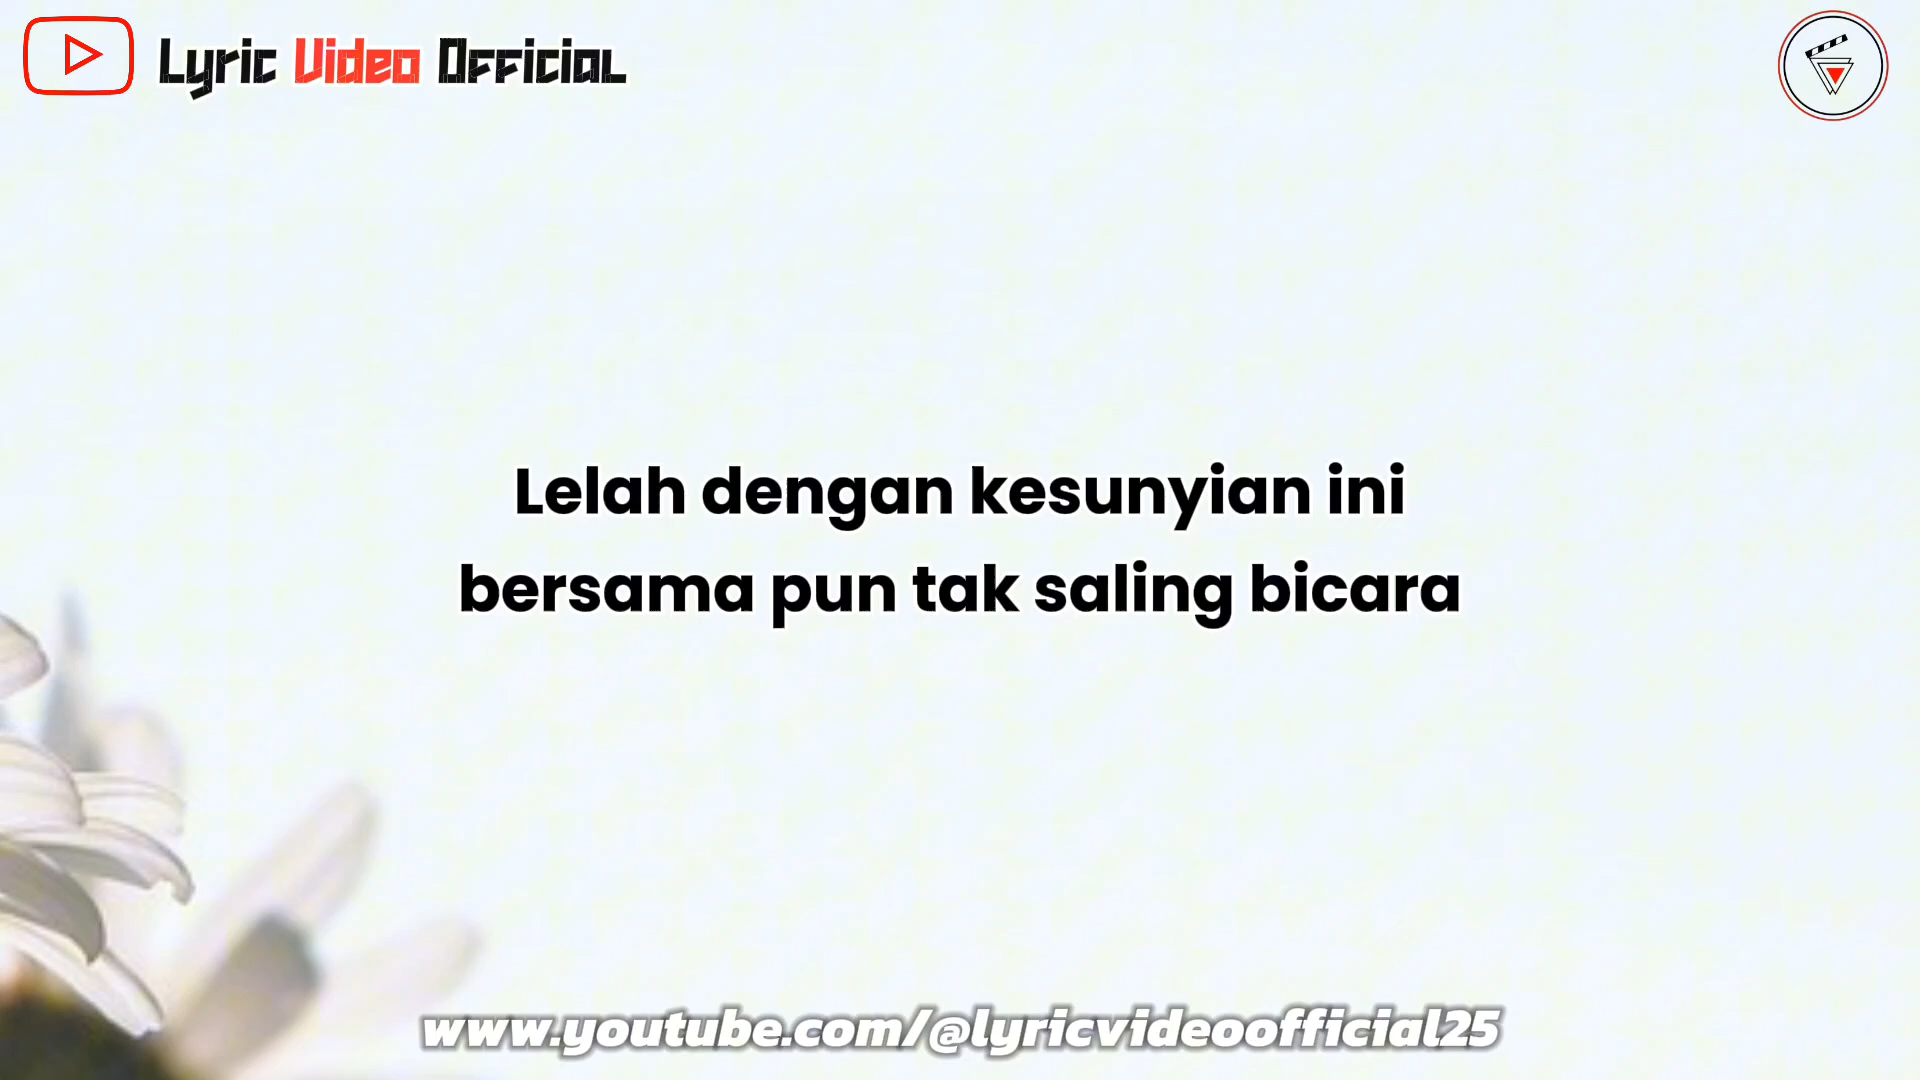 Lyric Video Official
Lelah dengan kesunyian ini
bersama pun tak saling bicara
www.youtube.com/@lyricvideoofficial25